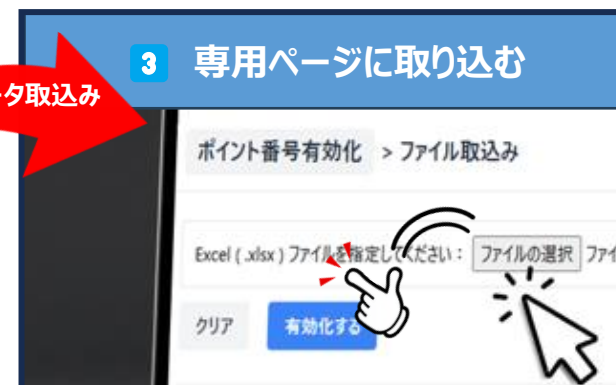 3 専用ページに取り込む
タ取込み
ポイント番号有効化 > ファイル取込み
Excel ( .xlsx ) ファイルを指定してください： ファイルの選択 ファイ
クリア 有効化する